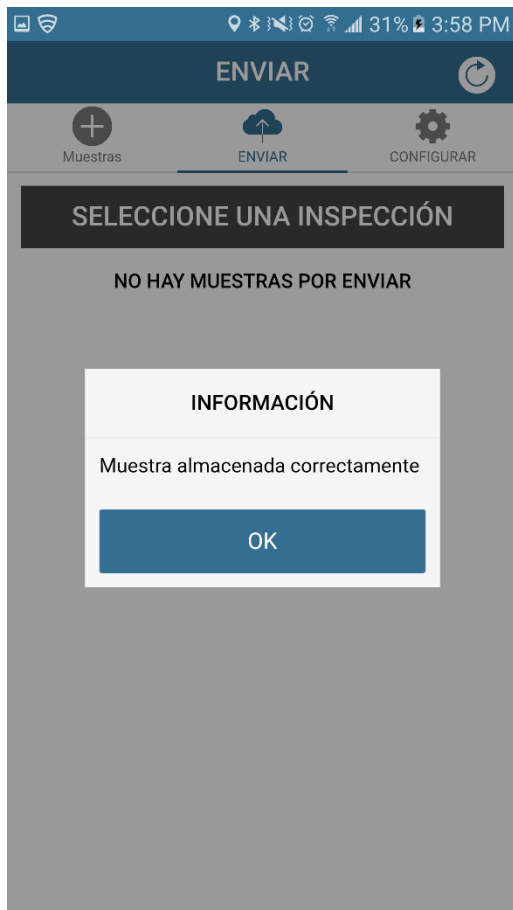 31% 3:58 PM
ENVIAR
Muestras
ENVIAR
CONFIGURAR
SELECCIONE UNA INSPECCIÓN
NO HAY MUESTRAS POR ENVIAR
INFORMACIÓN
Muestra almacenada correctamente
OK